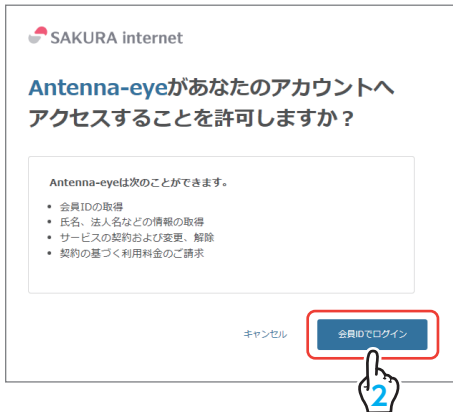 SAKURA internet
Antenna-eyeがあなたのアカウントへ
アクセスすることを許可しますか？
Antenna-eyeは次のことができます。
• 会員IDの取得
• 氏名、法人名などの情報の取得
• サービスの契約および変更、解除
• 契約の基づく利用料金のご請求
キャンセル
会員IDでログイン
2